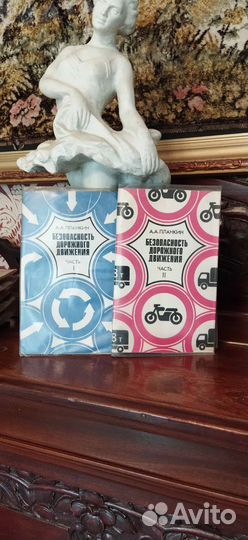 А.А. ПЛАНКИН
БЕЗОПАСНОСТЬ
ДОРОЖНОГО
ДВИЖЕНИЯ
ЧАСТЬ I
А.А. ПЛАНКИН
БЕЗОПАСНОСТЬ
ДОРОЖНОГО
ДВИЖЕНИЯ
ЧАСТЬ II
Avito